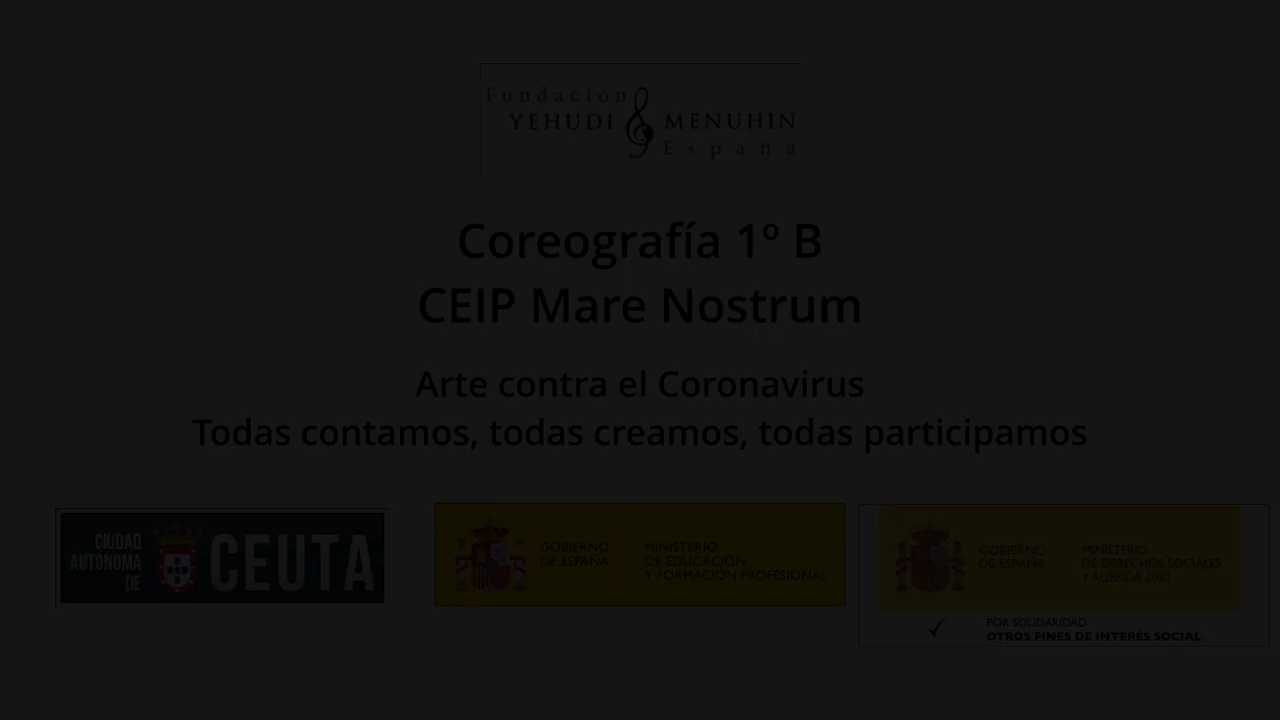 Fundación
YEHUDI MENUHIN
España
Coreografía 1º B
CEIP Mare Nostrum
Arte contra el Coronavirus
Todas contamos, todas creamos, todas participamos
CIUDAD
AUTÓNOMA
DE
CEUTA
GOBIERNO
DE ESPAÑA
MINISTERIO
DE EDUCACIÓN
Y FORMACIÓN PROFESIONAL
GOBIERNO
DE ESPAÑA
MINISTERIO
DE DERECHOS SOCIALES
Y AGENDA 2030
POR SOLIDARIDAD
OTROS FINES DE INTERÉS SOCIAL